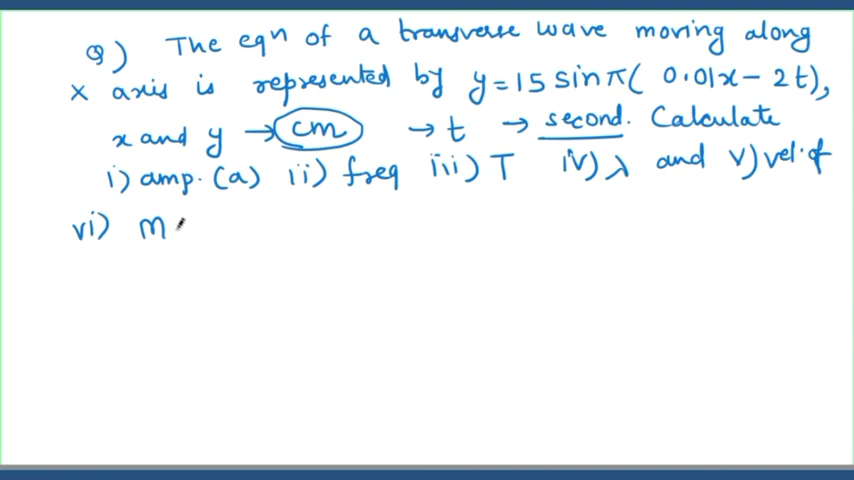 Q) The eqn of a transverse wave moving along
x axis is represented by y=15 sinπ( 0.01x - 2t),
x and y → cm → t → second. Calculate
i) amp. (a) ii) freq iii) T iv) λ and v) vel. of
vi) m